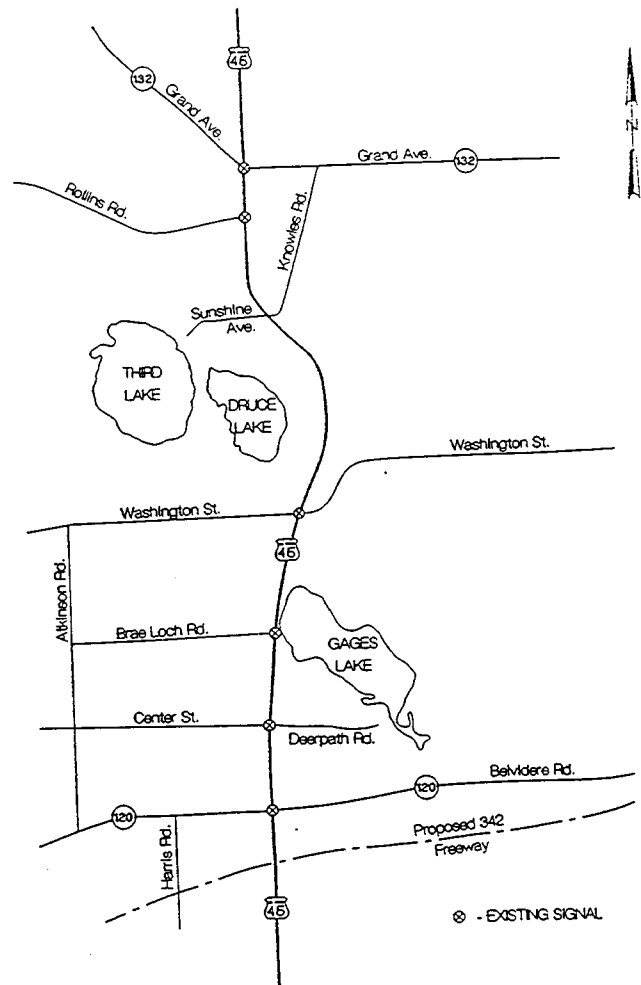 45
132
Grand Ave.
N
Grand Ave.
132
Rollins Rd.
Knowles Rd.
Sunshine
Ave.
THIRD
LAKE
DRUCE
LAKE
Washington St.
Washington St.
45
Atkinson Rd.
Brae Loch Rd.
GAGES
LAKE
Center St.
Deerpath Rd.
Belvidere Rd.
120
120
Harris Rd.
Proposed 342
Freeway
45
⊗ - EXISTING SIGNAL